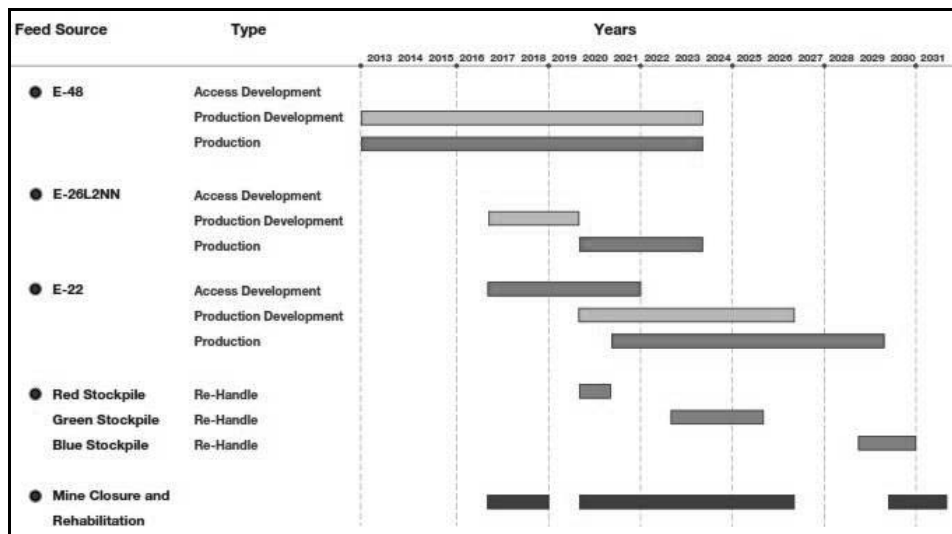 Feed Source Type Years
2013 2014 2015 2016 2017 2018 2019 2020 2021 2022 2023 2024 2025 2026 2027 2028 2029 2030 2031
E-48 Access Development
Production Development
Production
E-26L2NN Access Development
Production Development
Production
E-22 Access Development
Production Development
Production
Red Stockpile Re-Handle
Green Stockpile Re-Handle
Blue Stockpile Re-Handle
Mine Closure and
Rehabilitation